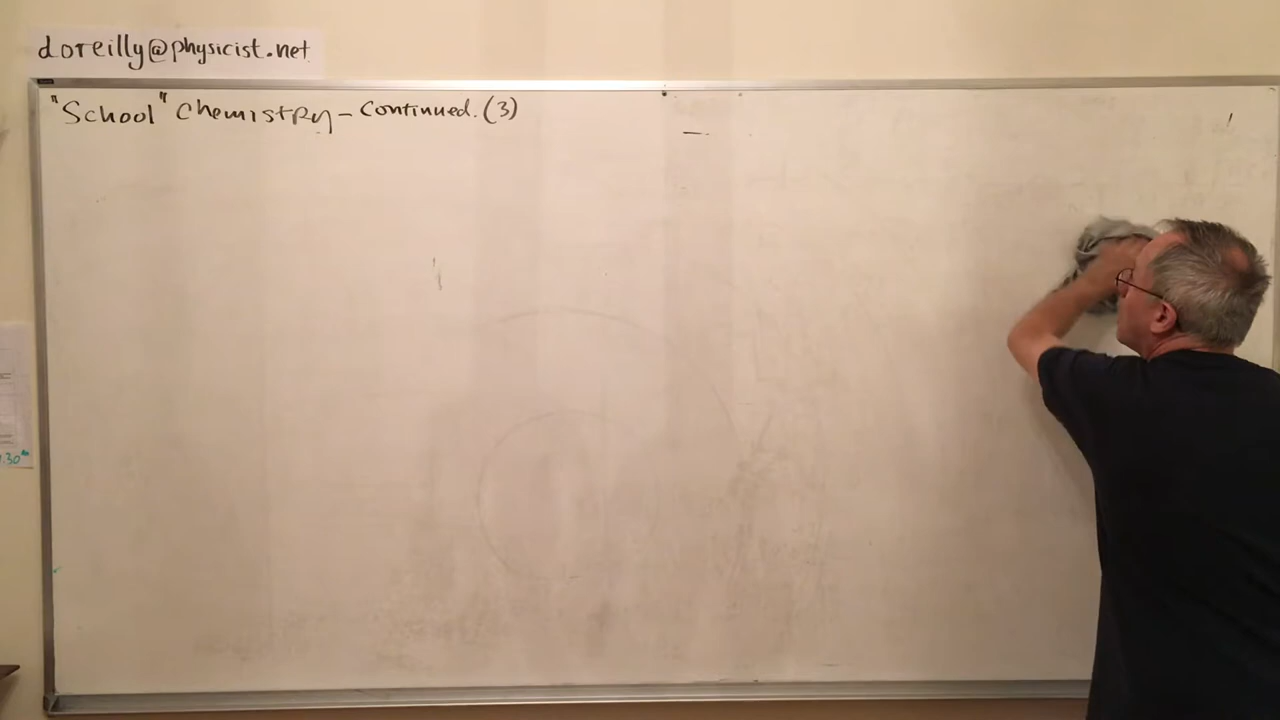 doreilly@physicist.net
"School" Chemistry - Continued. (3)